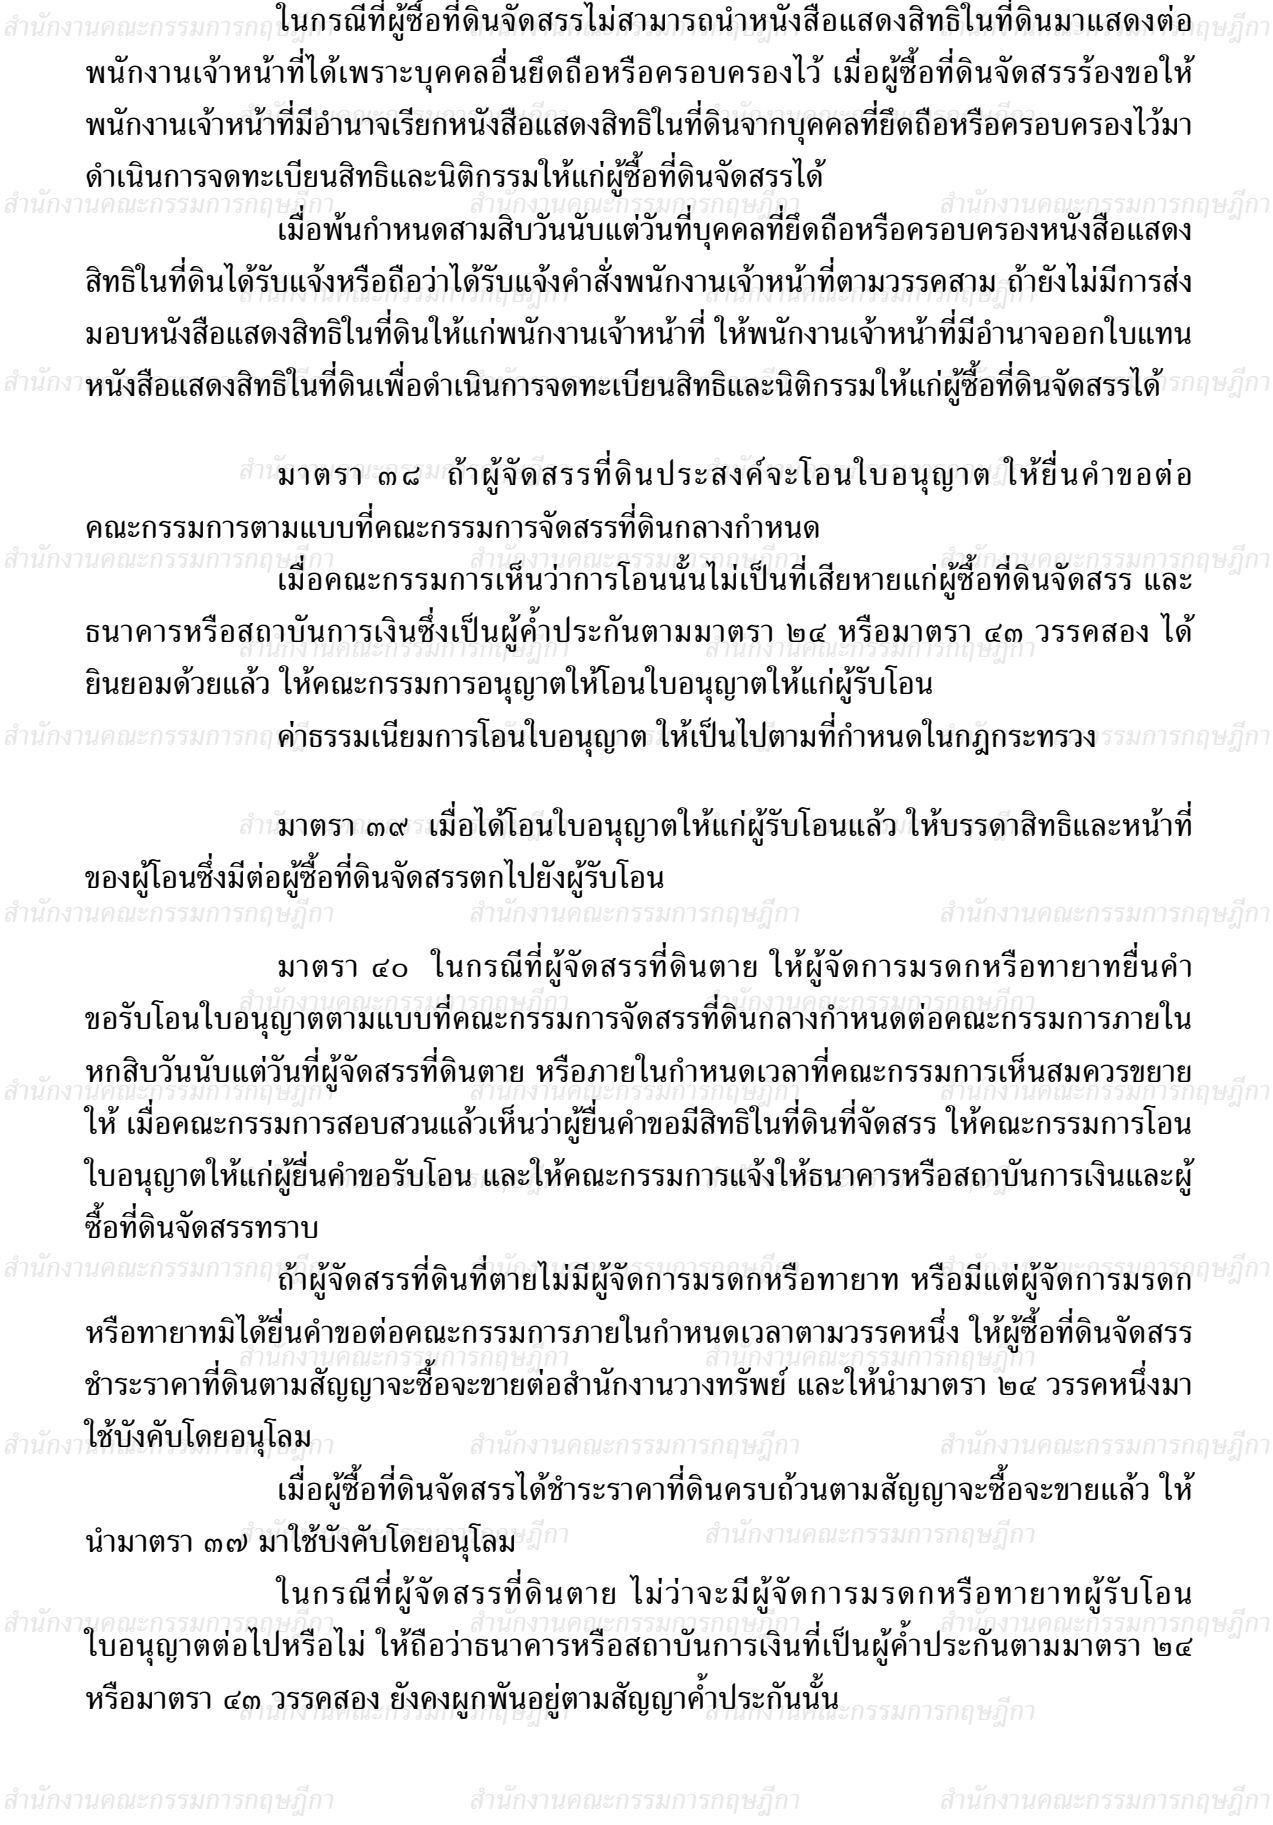 ในกรณีที่ผู้ซื้อที่ดินจัดสรรไม่สามารถนำหนังสือแสดงสิทธิในที่ดินมาแสดงต่อ
พนักงานเจ้าหน้าที่ได้เพราะบุคคลอื่นยึดถือหรือครอบครองไว้ เมื่อผู้ซื้อที่ดินจัดสรรร้องขอให้
พนักงานเจ้าหน้าที่มีอำนาจเรียกหนังสือแสดงสิทธิในที่ดินจากบุคคลที่ยึดถือหรือครอบครองไว้มา
ดำเนินการจดทะเบียนสิทธิและนิติกรรมให้แก่ผู้ซื้อที่ดินจัดสรรได้
เมื่อพ้นกำหนดสามสิบวันนับแต่วันที่บุคคลที่ยึดถือหรือครอบครองหนังสือแสดง
สิทธิในที่ดินได้รับแจ้งหรือถือว่าได้รับแจ้งคำสั่งพนักงานเจ้าหน้าที่ตามวรรคสาม ถ้ายังไม่มีการส่ง
มอบหนังสือแสดงสิทธิในที่ดินให้แก่พนักงานเจ้าหน้าที่ ให้พนักงานเจ้าหน้าที่มีอำนาจออกใบแทน
หนังสือแสดงสิทธิในที่ดินเพื่อดำเนินการจดทะเบียนสิทธิและนิติกรรมให้แก่ผู้ซื้อที่ดินจัดสรรได้
มาตรา ๓๘ ถ้าผู้จัดสรรที่ดินประสงค์จะโอนใบอนุญาต ให้ยื่นคำขอต่อ
คณะกรรมการตามแบบที่คณะกรรมการจัดสรรที่ดินกลางกำหนด
เมื่อคณะกรรมการเห็นว่าการโอนนั้นไม่เป็นที่เสียหายแก่ผู้ซื้อที่ดินจัดสรร และ
ธนาคารหรือสถาบันการเงินซึ่งเป็นผู้ค้ำประกันตามมาตรา ๒๔ หรือมาตรา ๔๓ วรรคสอง ได้
ยินยอมด้วยแล้ว ให้คณะกรรมการอนุญาตให้โอนใบอนุญาตให้แก่ผู้รับโอน
ค่าธรรมเนียมการโอนใบอนุญาต ให้เป็นไปตามที่กำหนดในกฎกระทรวง
มาตรา ๓๙ เมื่อได้โอนใบอนุญาตให้แก่ผู้รับโอนแล้ว ให้บรรดาสิทธิและหน้าที่
ของผู้โอนซึ่งมีต่อผู้ซื้อที่ดินจัดสรรตกไปยังผู้รับโอน
มาตรา ๔๐ ในกรณีที่ผู้จัดสรรที่ดินตาย ให้ผู้จัดการมรดกหรือทายาทยื่นคำ
ขอรับโอนใบอนุญาตตามแบบที่คณะกรรมการจัดสรรที่ดินกลางกำหนดต่อคณะกรรมการภายใน
หกสิบวันนับแต่วันที่ผู้จัดสรรที่ดินตาย หรือภายในกำหนดเวลาที่คณะกรรมการเห็นสมควรขยาย
ให้ เมื่อคณะกรรมการสอบสวนแล้วเห็นว่าผู้ยื่นคำขอมีสิทธิในที่ดินที่จัดสรร ให้คณะกรรมการโอน
ใบอนุญาตให้แก่ผู้ยื่นคำขอรับโอน และให้คณะกรรมการแจ้งให้ธนาคารหรือสถาบันการเงินและผู้
ซื้อที่ดินจัดสรรทราบ
ถ้าผู้จัดสรรที่ดินที่ตายไม่มีผู้จัดการมรดกหรือทายาท หรือมีแต่ผู้จัดการมรดก
หรือทายาทมิได้ยื่นคำขอต่อคณะกรรมการภายในกำหนดเวลาตามวรรคหนึ่ง ให้ผู้ซื้อที่ดินจัดสรร
ชำระราคาที่ดินตามสัญญาจะซื้อจะขายต่อสำนักงานวางทรัพย์ และให้นำมาตรา ๒๔ วรรคหนึ่งมา
ใช้บังคับโดยอนุโลม
เมื่อผู้ซื้อที่ดินจัดสรรได้ชำระราคาที่ดินครบถ้วนตามสัญญาจะซื้อจะขายแล้ว ให้
นำมาตรา ๓๗ มาใช้บังคับโดยอนุโลม
ในกรณีที่ผู้จัดสรรที่ดินตาย ไม่ว่าจะมีผู้จัดการมรดกหรือทายาทผู้รับโอน
ใบอนุญาตต่อไปหรือไม่ ให้ถือว่าธนาคารหรือสถาบันการเงินที่เป็นผู้ค้ำประกันตามมาตรา ๒๔
หรือมาตรา ๔๓ วรรคสอง ยังคงผูกพันอยู่ตามสัญญาค้ำประกันนั้น
สำนักงานคณะกรรมการกฤษฎีกา สำนักงานคณะกรรมการกฤษฎีกา สำนักงานคณะกรรมการกฤษฎีกา